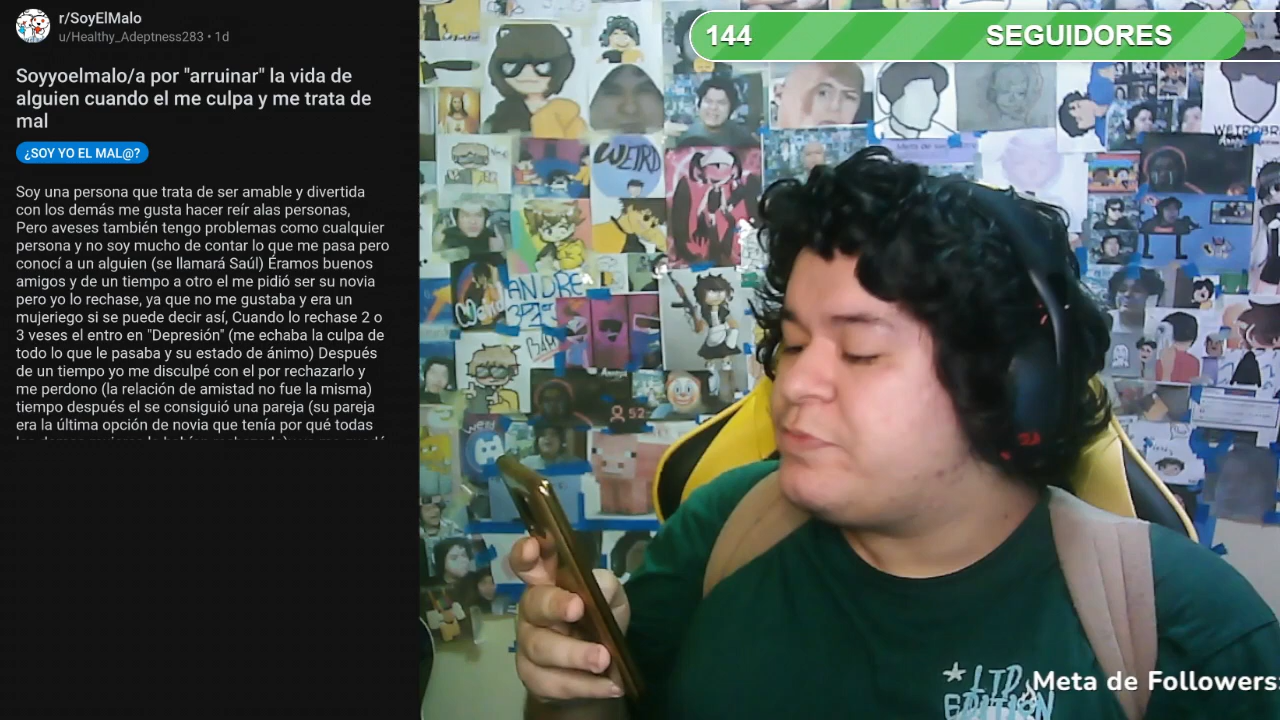 r/SoyElMalo
u/Healthy_Adeptness283 • 1d
Soyyoelmalo/a por "arruinar" la vida de
alguien cuando el me culpa y me trata de
mal
¿SOY YO EL MAL@?
Soy una persona que trata de ser amable y divertida
con los demás me gusta hacer reír alas personas,
Pero aveses también tengo problemas como cualquier
persona y no soy mucho de contar lo que me pasa pero
conocí a un alguien (se llamará Saúl) Éramos buenos
amigos y de un tiempo a otro el me pidió ser su novia
pero yo lo rechase, ya que no me gustaba y era un
mujeriego si se puede decir así, Cuando lo rechase 2 o
3 veses el entro en "Depresión" (me echaba la culpa de
todo lo que le pasaba y su estado de ánimo) Después
de un tiempo yo me disculpé con el por rechazarlo y
me perdono (la relación de amistad no fue la misma)
tiempo después el se consiguió una pareja (su pareja
era la última opción de novia que tenía por qué todas
144 SEGUIDORES
WEIRD
ANDRE
52
LTD
EDITION
Meta de Followers: